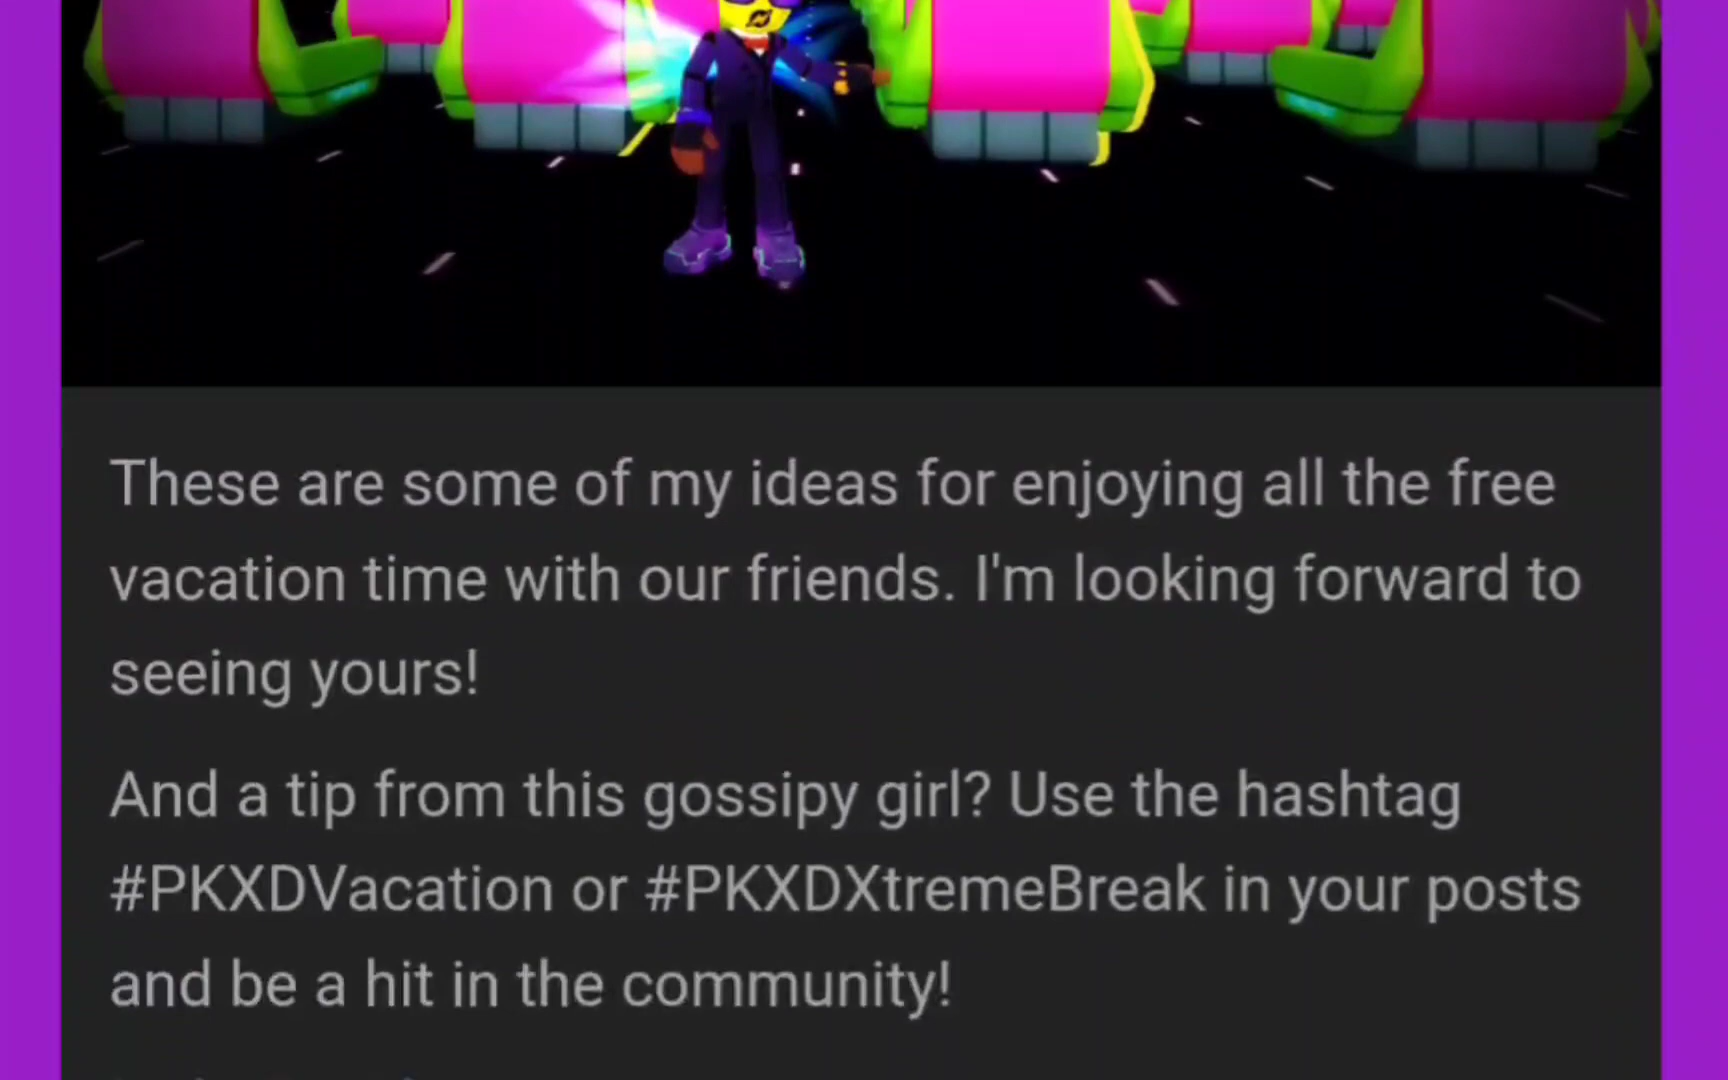 These are some of my ideas for enjoying all the free
vacation time with our friends. I'm looking forward to
seeing yours!
And a tip from this gossipy girl? Use the hashtag
#PKXDVacation or #PKXDXtremeBreak in your posts
and be a hit in the community!